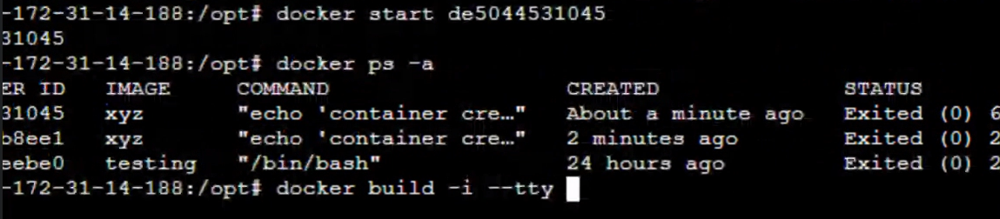 -172-31-14-188:/opt# docker start de5044531045
31045
-172-31-14-188:/opt# docker ps -a
ER ID IMAGE COMMAND CREATED STATUS
31045 xyz "echo 'container cre…" About a minute ago Exited (0) 6
b8ee1 xyz "echo 'container cre…" 2 minutes ago Exited (0) 2
eebe0 testing "/bin/bash" 24 hours ago Exited (0) 2
-172-31-14-188:/opt# docker build -i --tty